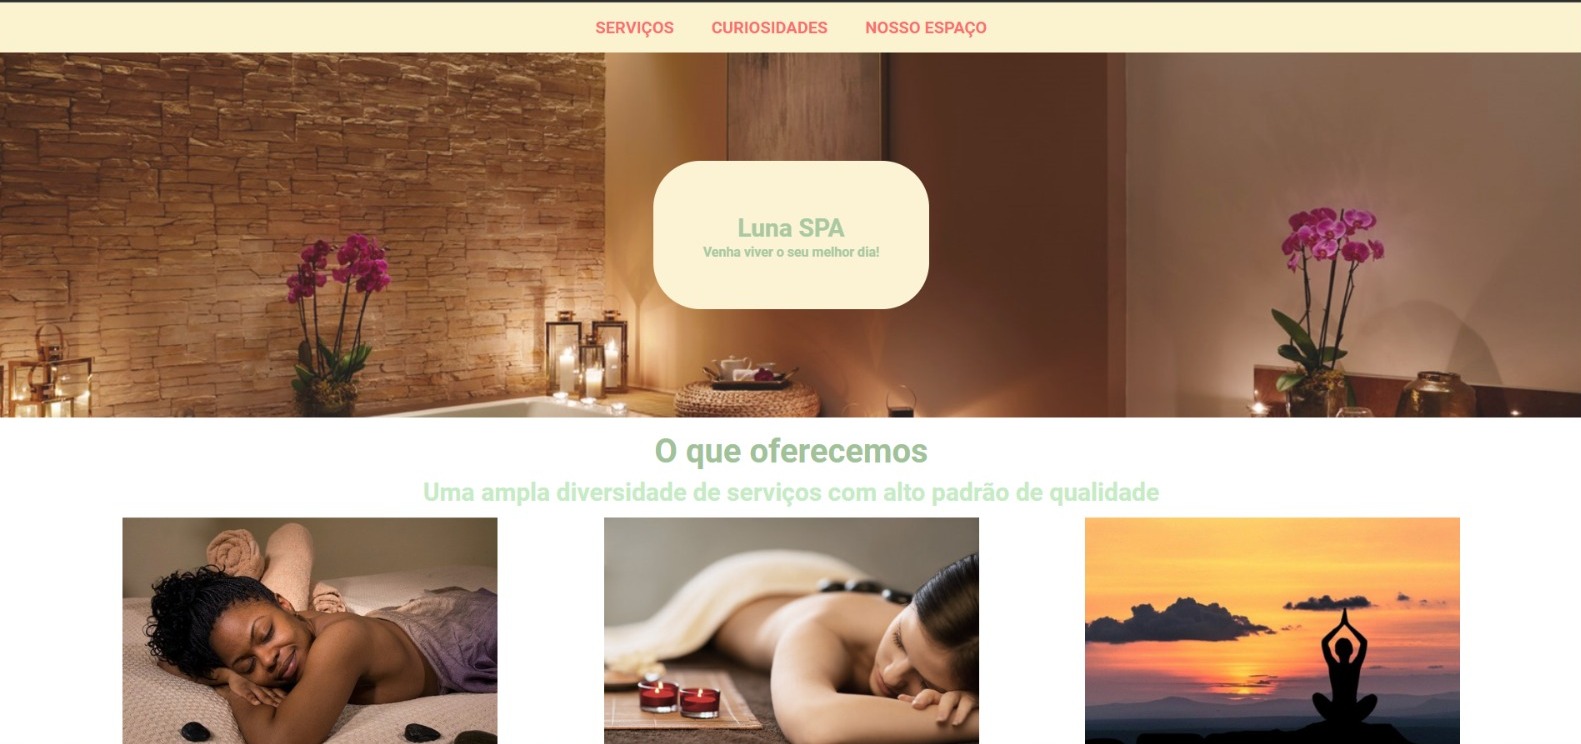 SERVIÇOS CURIOSIDADES NOSSO ESPAÇO
Luna SPA
Venha viver o seu melhor dia!
O que oferecemos
Uma ampla diversidade de serviços com alto padrão de qualidade